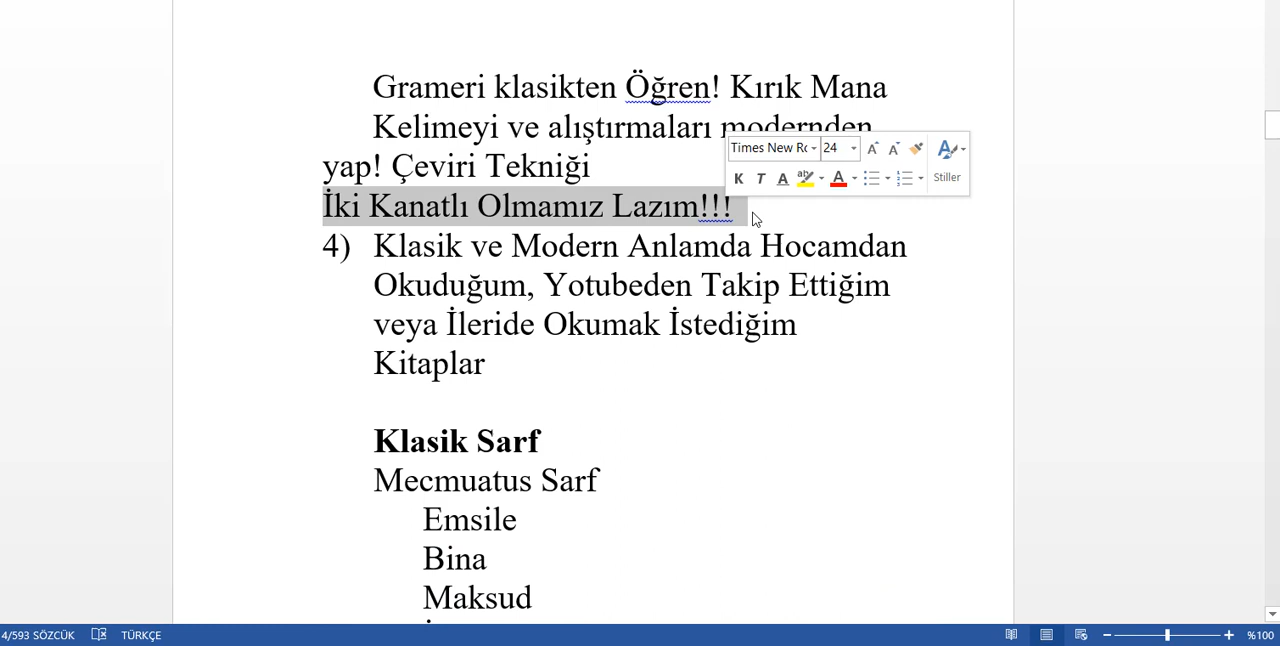 Grameri klasikten Öğren! Kırık Mana
Kelimeyi ve alıştırmaları modernden
yap! Çeviri Tekniği
Times New Rc 24
K T A ab A Stiller
İki Kanatlı Olmamız Lazım!!!
4) Klasik ve Modern Anlamda Hocamdan
Okuduğum, Yotubeden Takip Ettiğim
veya İleride Okumak İstediğim
Kitaplar
Klasik Sarf
Mecmuatus Sarf
Emsile
Bina
Maksud
4/593 SÖZCÜK TÜRKÇE %100